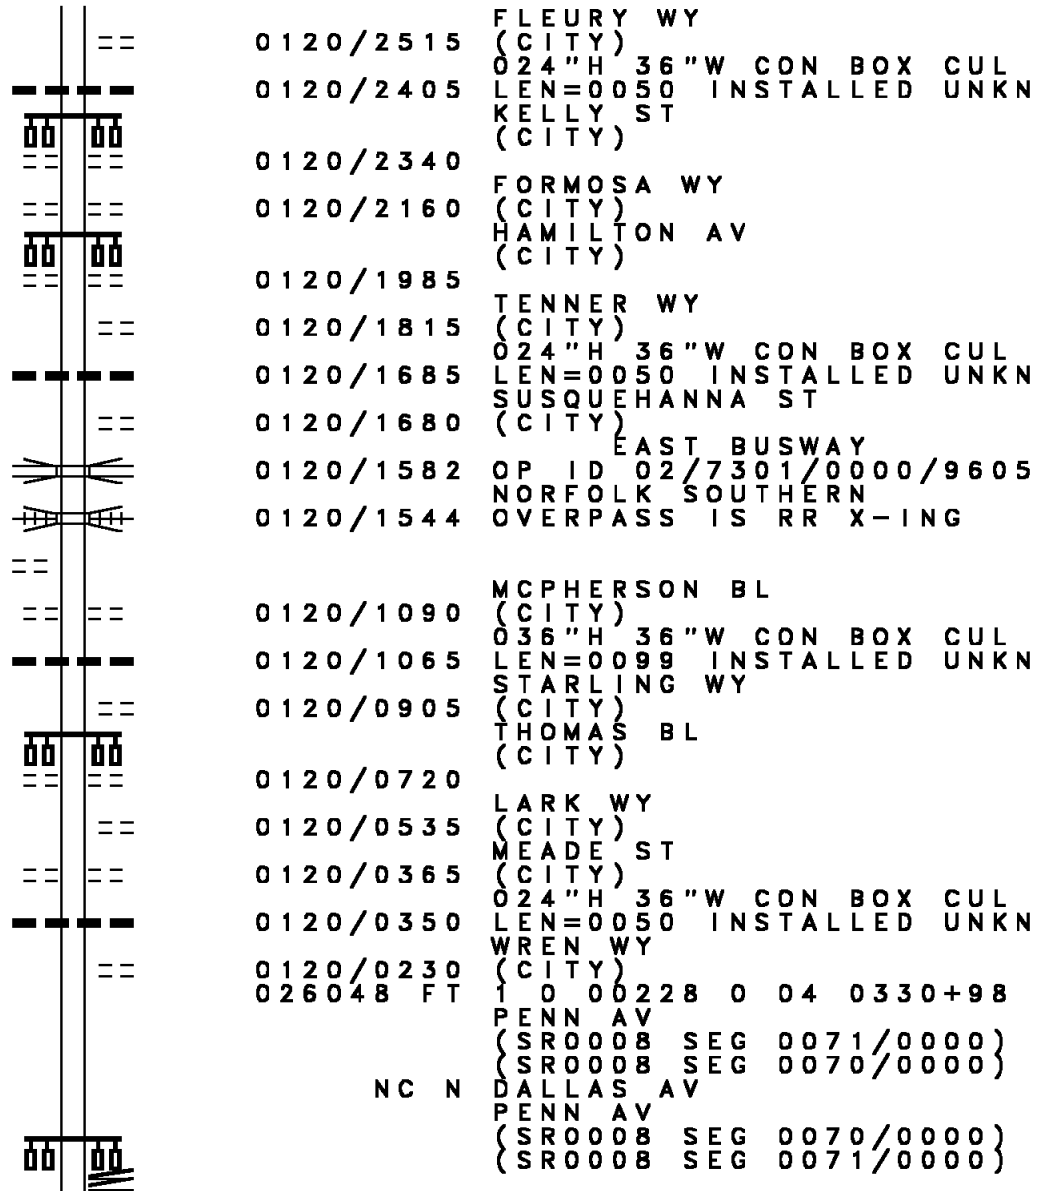 FLEURY WY
0120/2515 (CITY)
024"H 36"W CON BOX CUL
0120/2405 LEN=0050 INSTALLED UNKN
KELLY ST
(CITY)
0120/2340
FORMOSA WY
0120/2160 (CITY)
HAMILTON AV
(CITY)
0120/1985
TENNER WY
0120/1815 (CITY)
024"H 36"W CON BOX CUL
0120/1685 LEN=0050 INSTALLED UNKN
SUSQUEHANNA ST
0120/1680 (CITY)
EAST BUSWAY
0120/1582 OP ID 02/7301/0000/9605
NORFOLK SOUTHERN
0120/1544 OVERPASS IS RR X-ING
MCPHERSON BL
0120/1090 (CITY)
036"H 36"W CON BOX CUL
0120/1065 LEN=0099 INSTALLED UNKN
STARLING WY
0120/0905 (CITY)
THOMAS BL
(CITY)
0120/0720
LARK WY
0120/0535 (CITY)
MEADE ST
0120/0365 (CITY)
024"H 36"W CON BOX CUL
0120/0350 LEN=0050 INSTALLED UNKN
WREN WY
0120/0230 (CITY)
026048 FT 1 0 00228 0 04 0330+98
PENN AV
(SR0008 SEG 0071/0000)
(SR0008 SEG 0070/0000)
NC N DALLAS AV
PENN AV
(SR0008 SEG 0070/0000)
(SR0008 SEG 0071/0000)